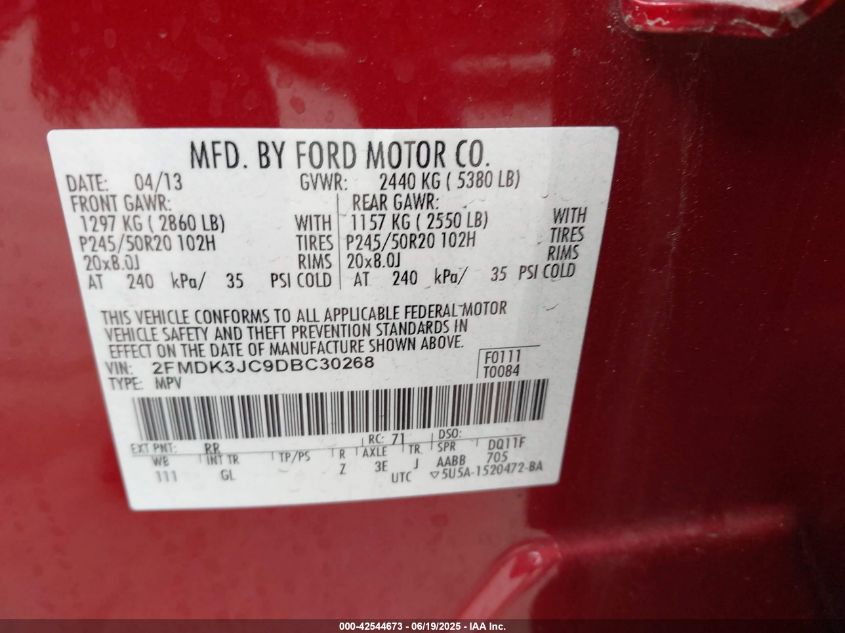 MFD. BY FORD MOTOR CO.
DATE: 04/13 GVWR: 2440 KG ( 5380 LB)
FRONT GAWR: REAR GAWR:
1297 KG ( 2860 LB) WITH 1157 KG ( 2550 LB) WITH
P245/50R20 102H TIRES P245/50R20 102H TIRES
20x8.0J RIMS 20x8.0J RIMS
AT 240 kPa/ 35 PSI COLD AT 240 kPa/ 35 PSI COLD
THIS VEHICLE CONFORMS TO ALL APPLICABLE FEDERAL MOTOR
VEHICLE SAFETY AND THEFT PREVENTION STANDARDS IN
EFFECT ON THE DATE OF MANUFACTURE SHOWN ABOVE.
VIN: 2FMDK3JC9DBC30268 F0111
TYPE: MPV T0084
EXT PNT: RR RC: 71 DSO:
WB INT TR TP/PS R AXLE TR SPR DQ11F
111 GL Z 3E J AABB 705
UTC ▽5U5A-1520472-BA
000-42544673 / 06/19/2025 - IAA Inc.